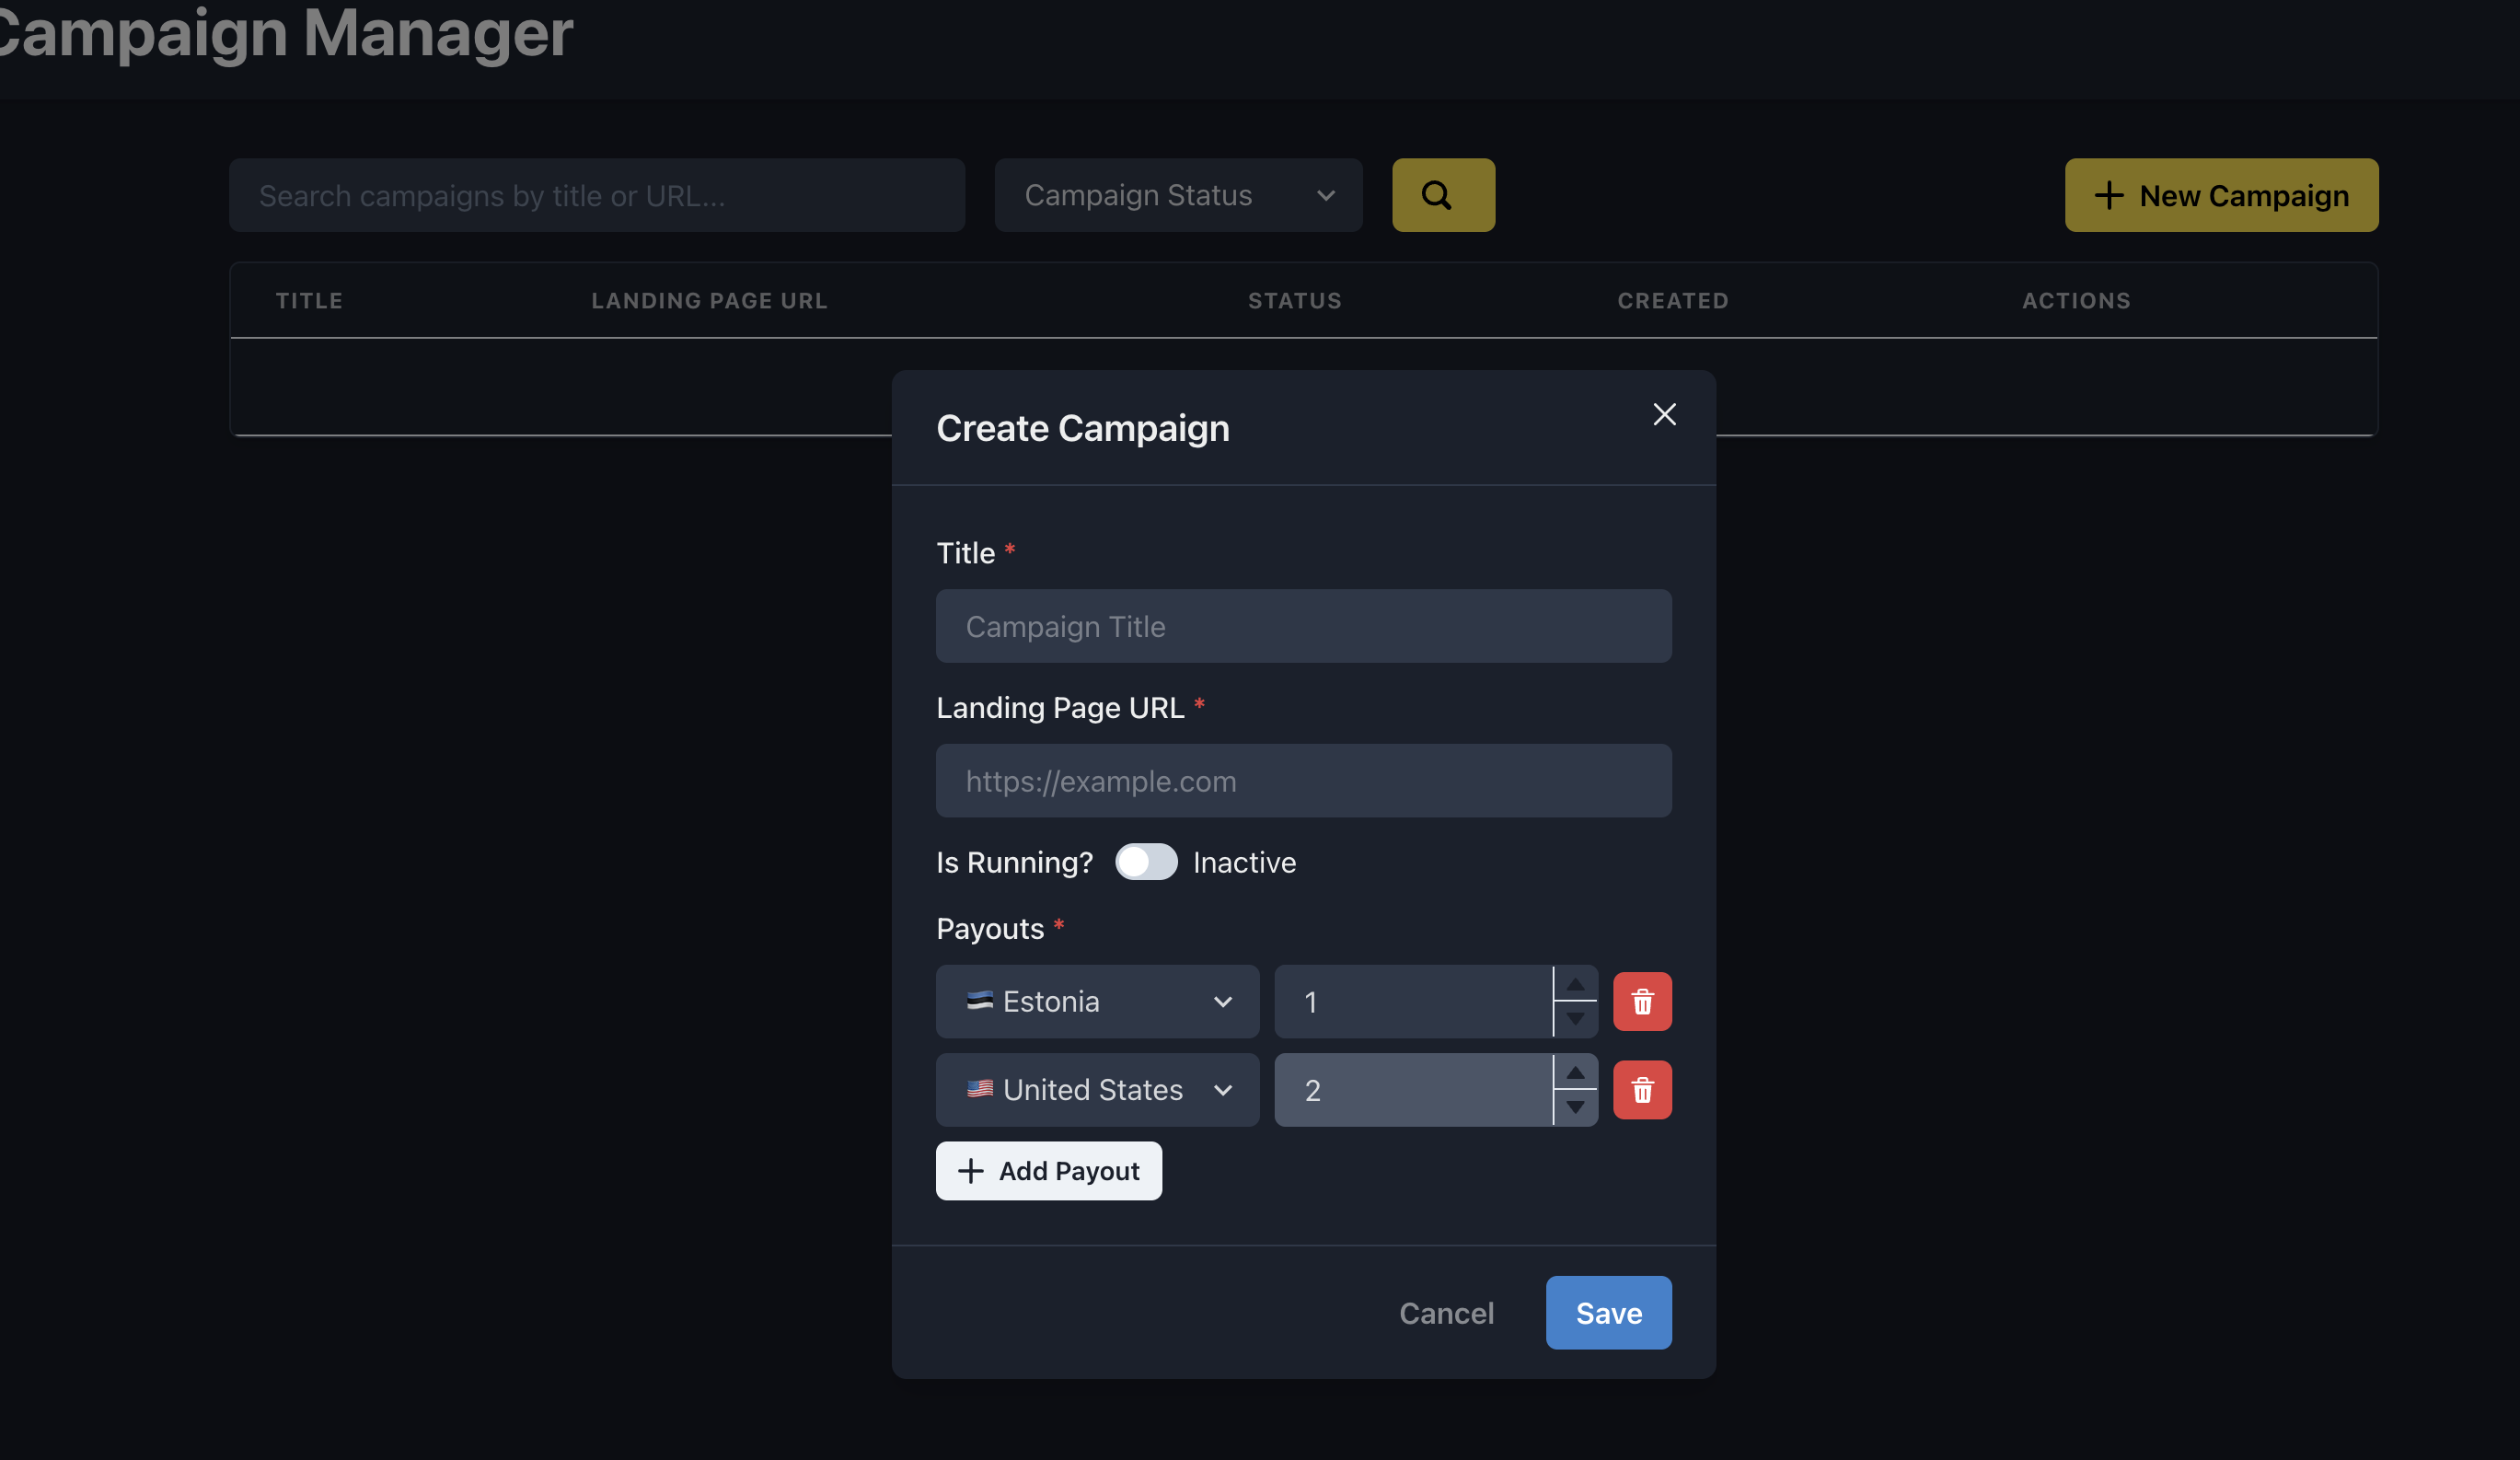 Campaign Manager
Search campaigns by title or URL...
Campaign Status
New Campaign
TITLE LANDING PAGE URL STATUS CREATED ACTIONS
Create Campaign
Title *
Campaign Title
Landing Page URL *
https://example.com
Is Running? Inactive
Payouts *
Estonia 1
United States 2
Add Payout
Cancel Save